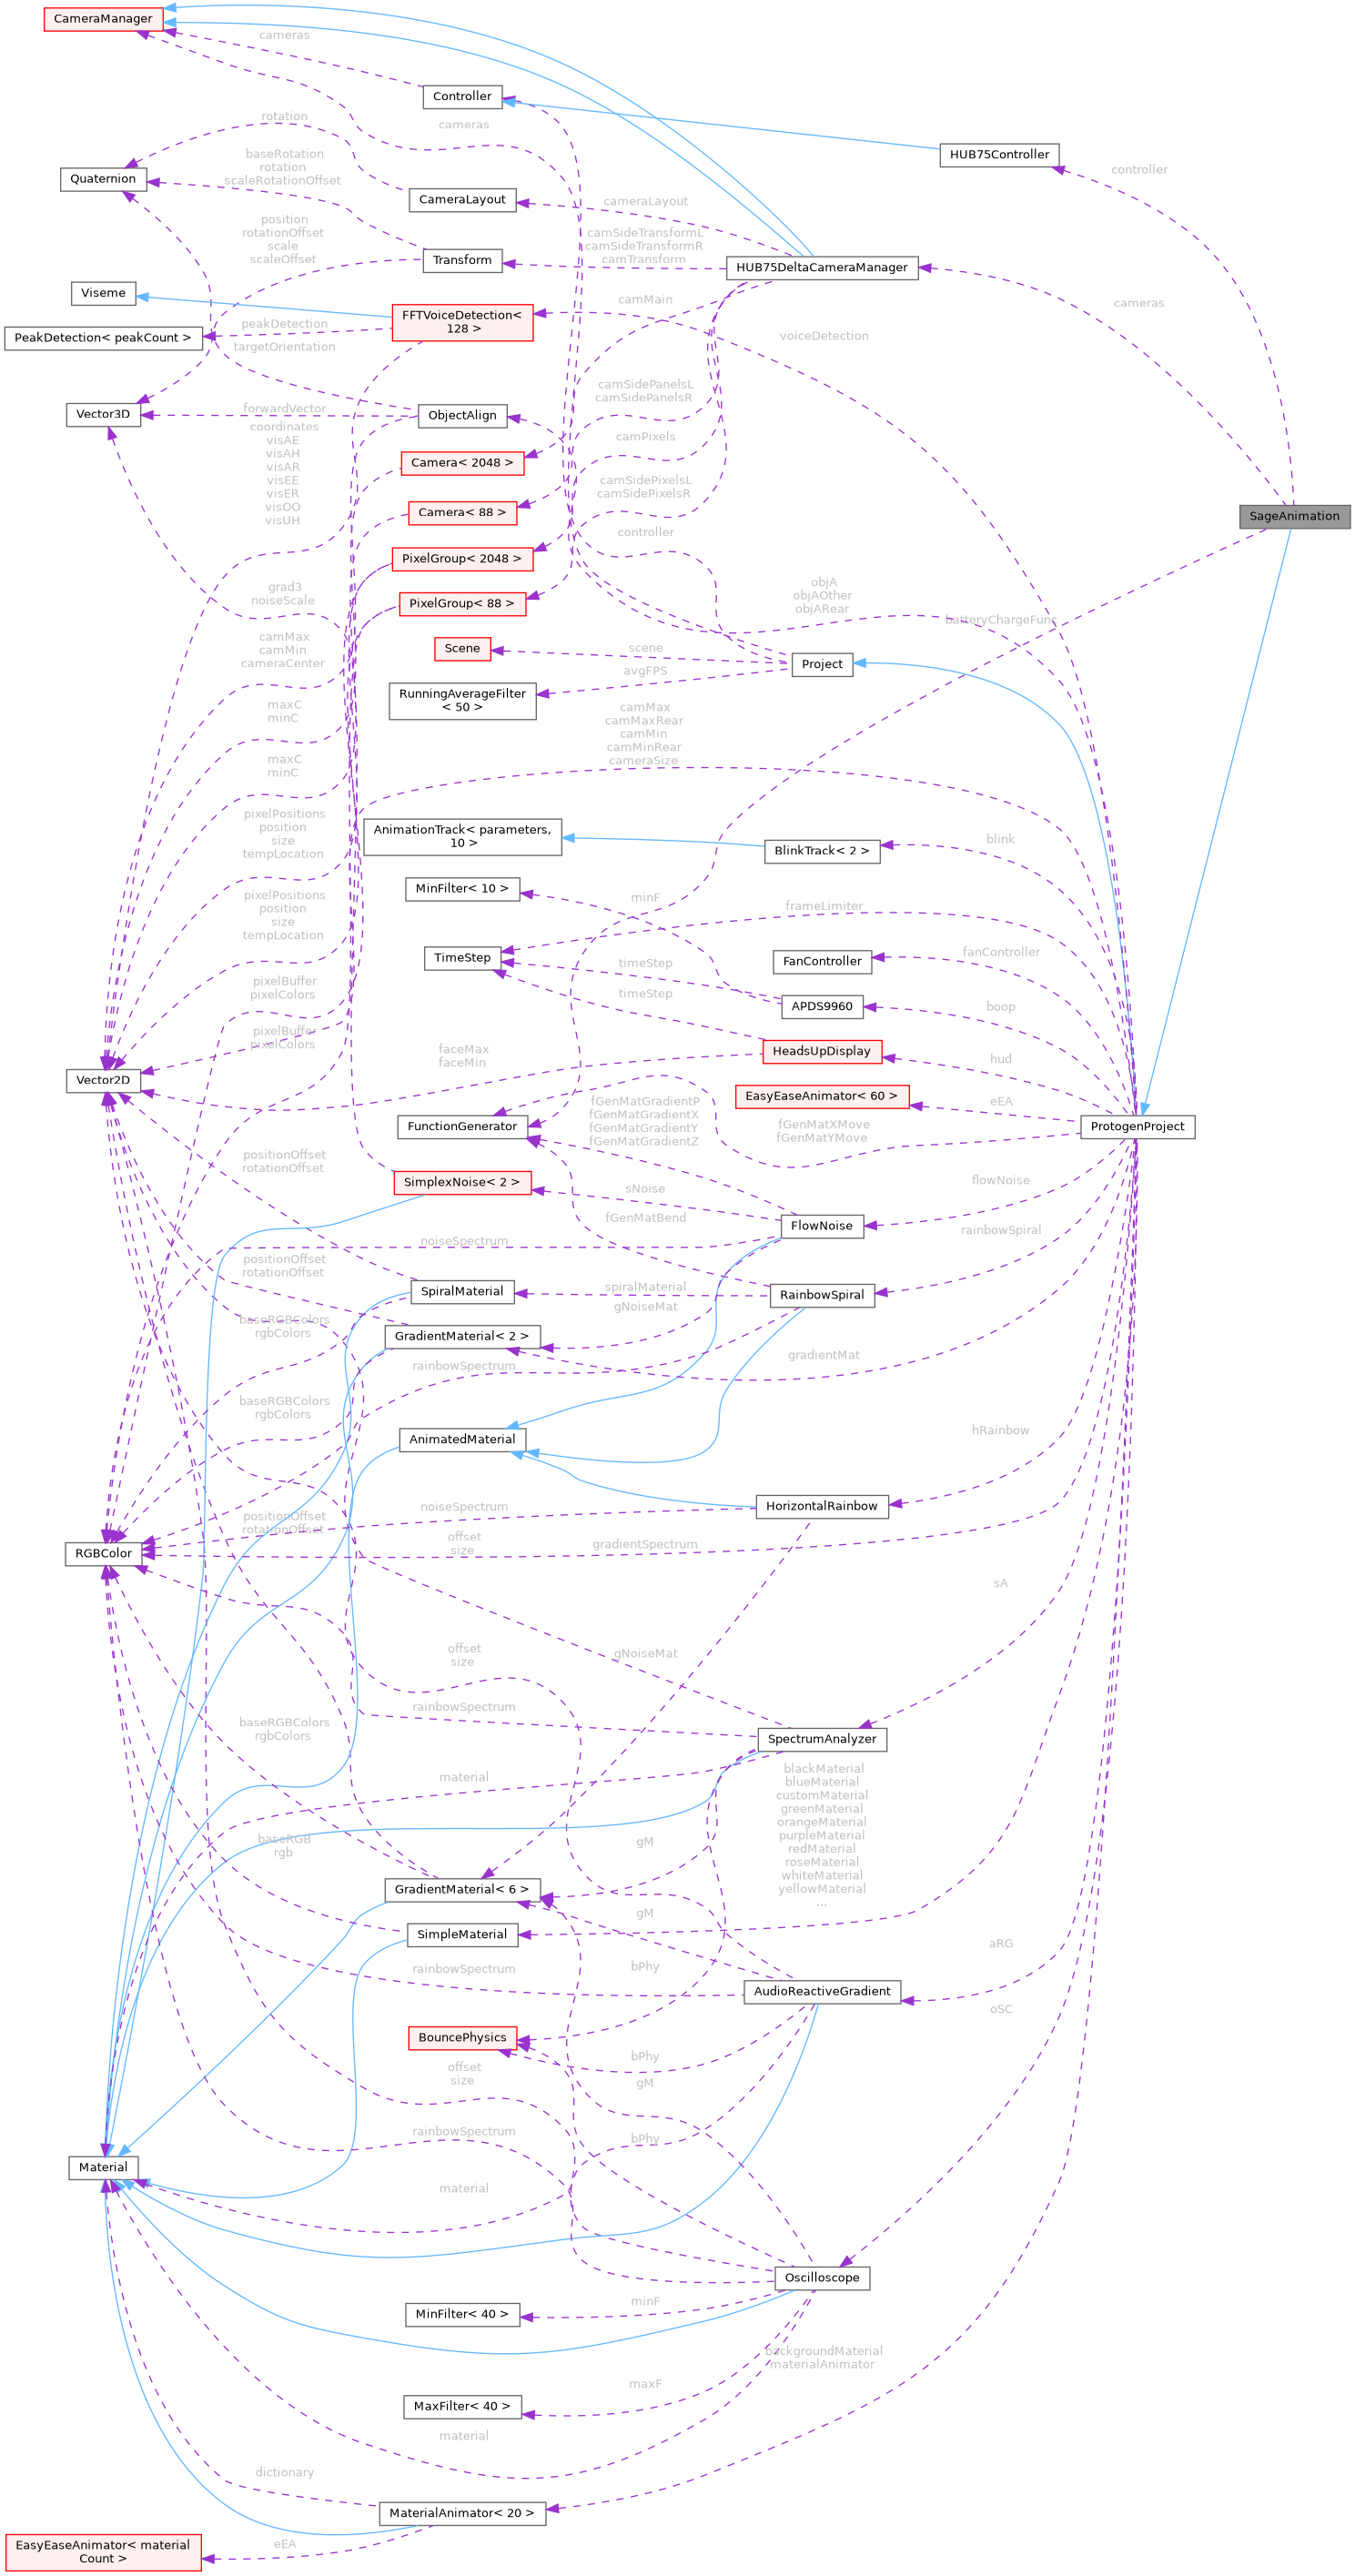 CameraManager
cameras
Controller
rotation
cameras
HUB75Controller
baseRotation
rotation
scaleRotationOffset
controller
Quaternion
CameraLayout
cameraLayout
position
rotationOffset
scale
scaleOffset
camSideTransformL
camSideTransformR
camTransform
Transform
HUB75DeltaCameraManager
Viseme
camMain
cameras
FFTVoiceDetection<
128 >
PeakDetection< peakCount >
peakDetection
voiceDetection
targetOrientation
camSidePanelsL
camSidePanelsR
Vector3D
forwardVector
ObjectAlign
coordinates
visAE
visAH
visAR
visEE
visER
visOO
visUH
camPixels
Camera< 2048 >
camSidePixelsL
camSidePixelsR
Camera< 88 >
SageAnimation
controller
PixelGroup< 2048 >
grad3
noiseScale
objA
objAOther
objARear
PixelGroup< 88 >
batteryChargeFunc
camMax
camMin
cameraCenter
Scene
scene
Project
avgFPS
RunningAverageFilter
< 50 >
maxC
minC
camMax
camMaxRear
camMin
camMinRear
cameraSize
maxC
minC
pixelPositions
position
size
tempLocation
AnimationTrack< parameters,
10 >
BlinkTrack< 2 >
blink
MinFilter< 10 >
minF
frameLimiter
pixelPositions
position
size
tempLocation
TimeStep
timeStep
FanController
fanController
pixelBuffer
pixelColors
timeStep
APDS9960
boop
pixelBuffer
pixelColors
faceMax
faceMin
HeadsUpDisplay
hud
Vector2D
EasyEaseAnimator< 60 >
eEA
FunctionGenerator
fGenMatGradientP
fGenMatGradientX
fGenMatGradientY
fGenMatGradientZ
fGenMatXMove
fGenMatYMove
ProtogenProject
positionOffset
rotationOffset
SimplexNoise< 2 >
sNoise
flowNoise
fGenMatBend
FlowNoise
rainbowSpiral
noiseSpectrum
positionOffset
rotationOffset
SpiralMaterial
spiralMaterial
RainbowSpiral
gNoiseMat
baseRGBColors
rgbColors
GradientMaterial< 2 >
rainbowSpectrum
gradientMat
baseRGBColors
rgbColors
AnimatedMaterial
hRainbow
noiseSpectrum
HorizontalRainbow
positionOffset
rotationOffset
RGBColor
offset
size
gradientSpectrum
sA
offset
size
gNoiseMat
rainbowSpectrum
baseRGBColors
rgbColors
SpectrumAnalyzer
material
blackMaterial
blueMaterial
customMaterial
greenMaterial
orangeMaterial
purpleMaterial
redMaterial
roseMaterial
whiteMaterial
yellowMaterial
...
baseRGB
rgb
gM
GradientMaterial< 6 >
gM
SimpleMaterial
aRG
rainbowSpectrum
bPhy
AudioReactiveGradient
oSC
BouncePhysics
bPhy
offset
size
gM
rainbowSpectrum
bPhy
Material
material
Oscilloscope
MinFilter< 40 >
minF
backgroundMaterial
materialAnimator
maxF
MaxFilter< 40 >
material
dictionary
MaterialAnimator< 20 >
EasyEaseAnimator< material
Count >
eEA